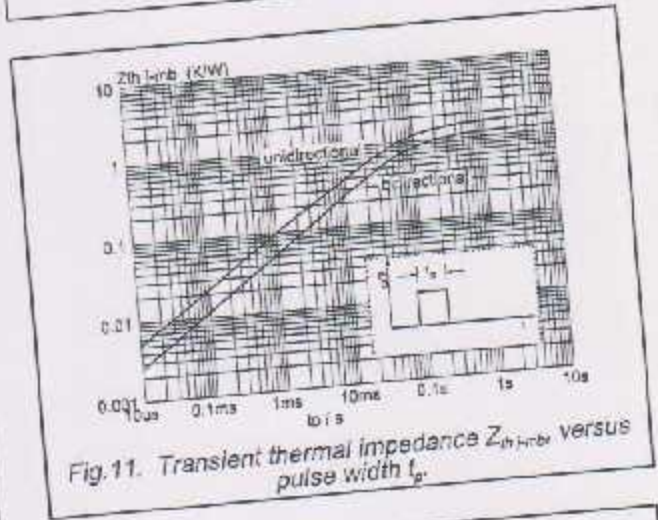 Zth j-mb (K/W)
10
unidirectional
1
bidirectional
0.1
0.01
0.001
10us 0.1ms 1ms 10ms 0.1s 1s 10s
tp / s
Fig.11. Transient thermal impedance Zth j-mb, versus
pulse width tp.